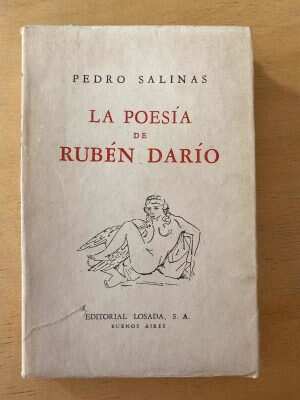 PEDRO SALINAS
LA POESÍA
DE
RUBÉN DARÍO
EDITORIAL LOSADA, S. A.
BUENOS AIRES